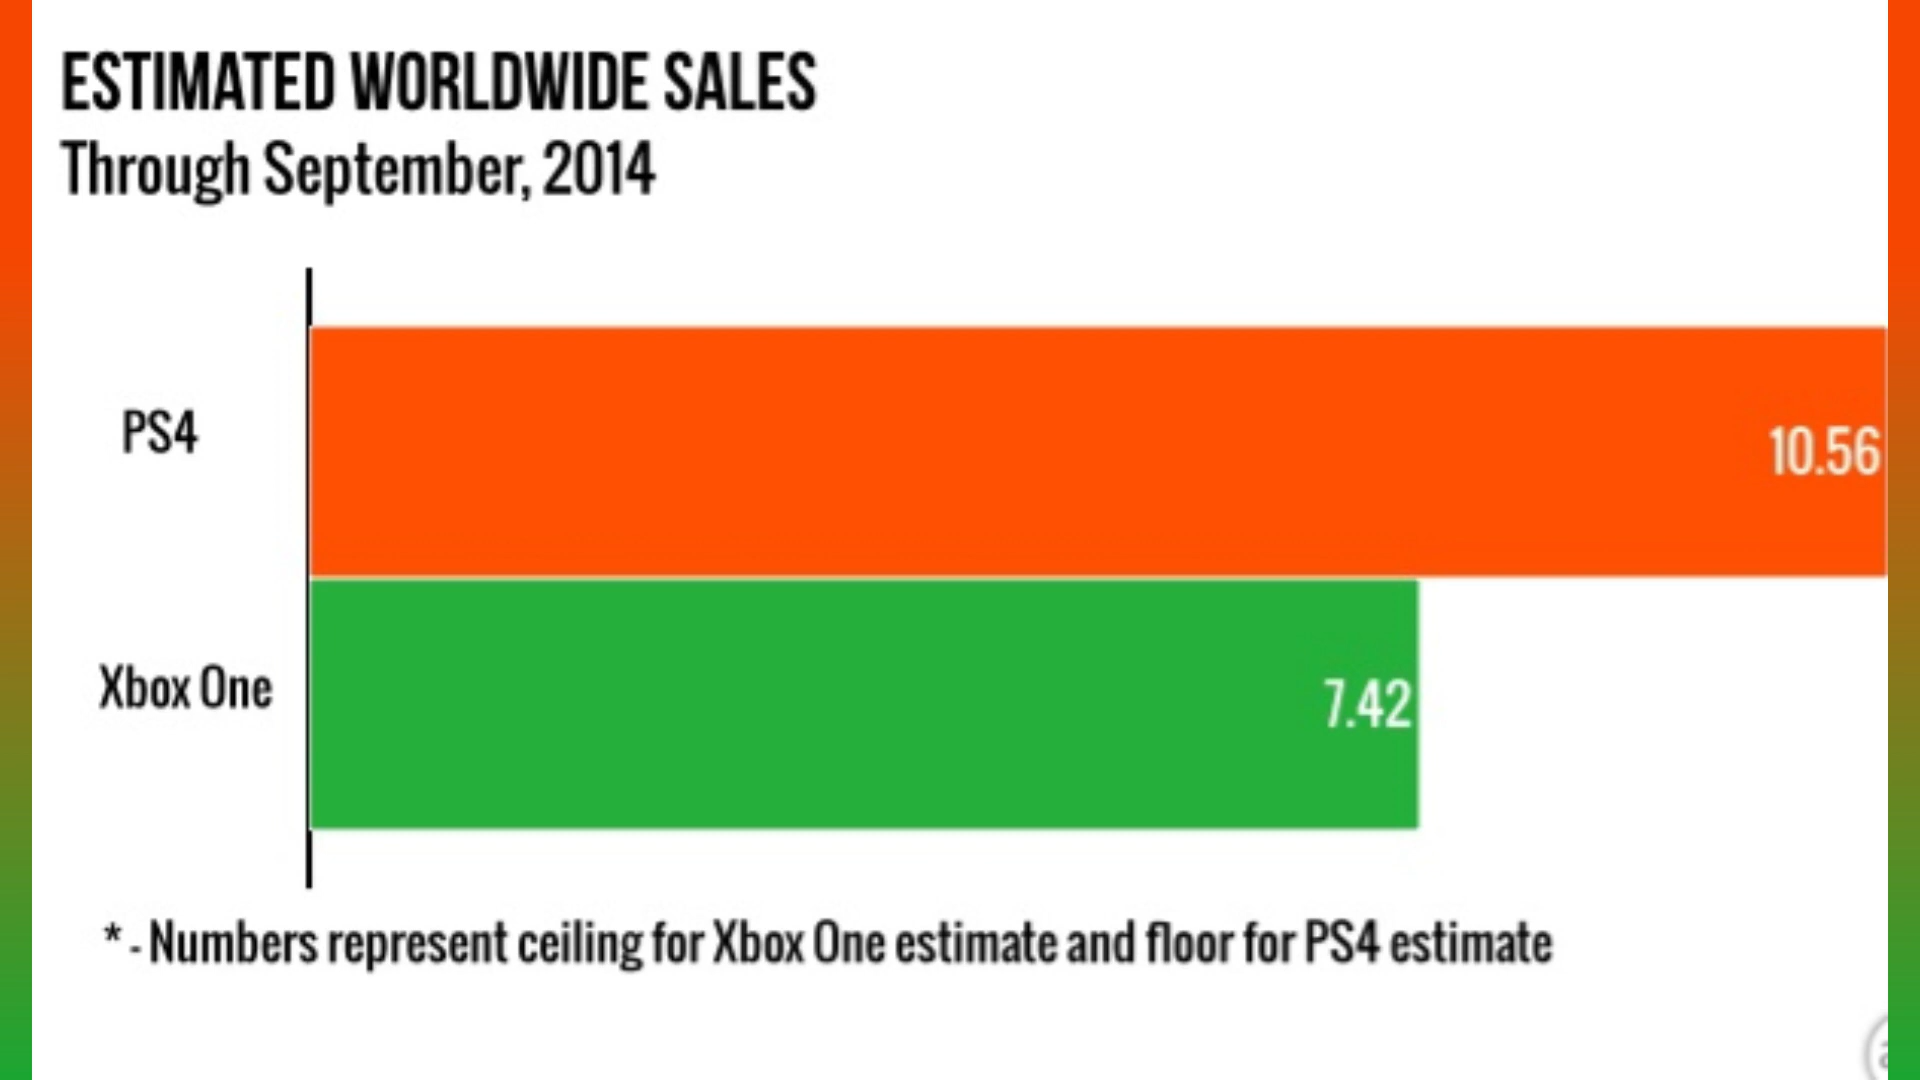 ESTIMATED WORLDWIDE SALES
Through September, 2014
PS4
10.56
Xbox One
7.42
* - Numbers represent ceiling for Xbox One estimate and floor for PS4 estimate